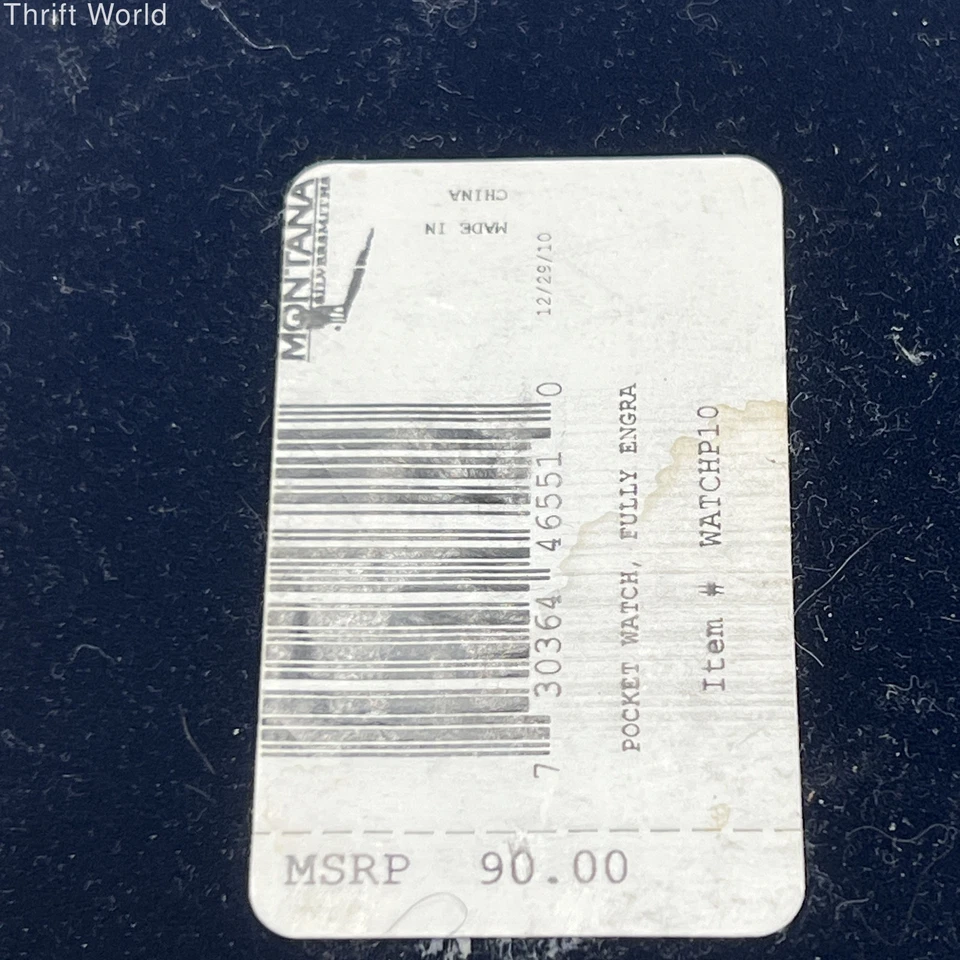 Thrift World
MONTANA
SILVERSMITHS
MADE IN
CHINA
12/29/10
7 30364 46551 0
POCKET WATCH, FULLY ENGRA
Item # WATCHP10
MSRP 90.00